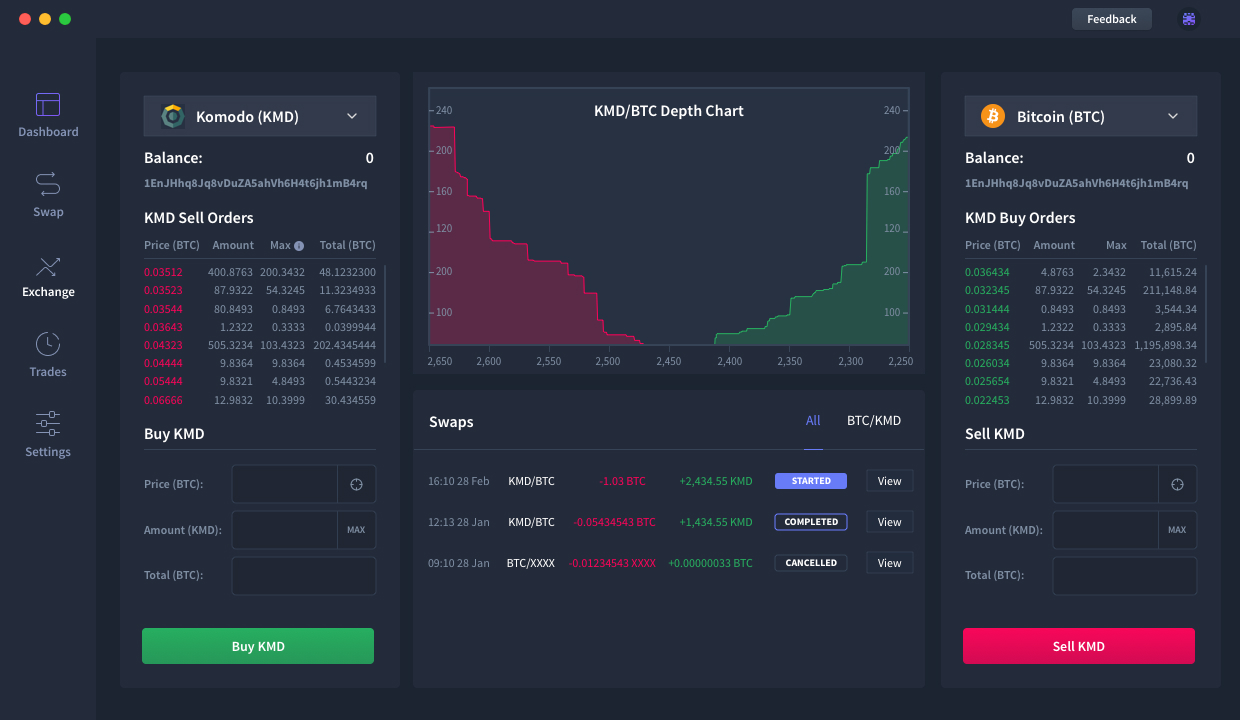 Feedback
Dashboard
Swap
Exchange
Trades
Settings
Komodo (KMD)
Balance: 0
1EnJHhq8Jq8vDuZA5ahVh6H4t6jh1mB4rq
KMD Sell Orders
Price (BTC) Amount Max Total (BTC)
0.03512 400.8763 200.3432 48.1232300
0.03523 87.9322 54.3245 11.3234933
0.03544 80.8493 0.8493 6.7643433
0.03643 1.2322 0.3333 0.0399944
0.04323 505.3234 103.4323 202.4345444
0.04444 9.8364 9.8364 0.4534599
0.05444 9.8321 4.8493 0.5443234
0.06666 12.9832 10.3999 30.434559
Buy KMD
Price (BTC):
Amount (KMD): MAX
Total (BTC):
Buy KMD
KMD/BTC Depth Chart
240 240
200 200
160 160
120 120
200 200
100 100
2,650 2,600 2,550 2,500 2,450 2,400 2,350 2,300 2,250
Swaps All BTC/KMD
16:10 28 Feb KMD/BTC -1.03 BTC +2,434.55 KMD STARTED View
12:13 28 Jan KMD/BTC -0.05434543 BTC +1,434.55 KMD COMPLETED View
09:10 28 Jan BTC/XXXX -0.01234543 XXXX +0.00000033 BTC CANCELLED View
Bitcoin (BTC)
Balance: 0
1EnJHhq8Jq8vDuZA5ahVh6H4t6jh1mB4rq
KMD Buy Orders
Price (BTC) Amount Max Total (BTC)
0.036434 4.8763 2.3432 11,615.24
0.032345 87.9322 54.3245 211,148.84
0.031444 0.8493 0.8493 3,544.34
0.029434 1.2322 0.3333 2,895.84
0.028345 505.3234 103.4323 1,195,898.34
0.026034 9.8364 9.8364 23,080.32
0.025654 9.8321 4.8493 22,736.43
0.022453 12.9832 10.3999 28,899.89
Sell KMD
Price (BTC):
Amount (KMD): MAX
Total (BTC):
Sell KMD